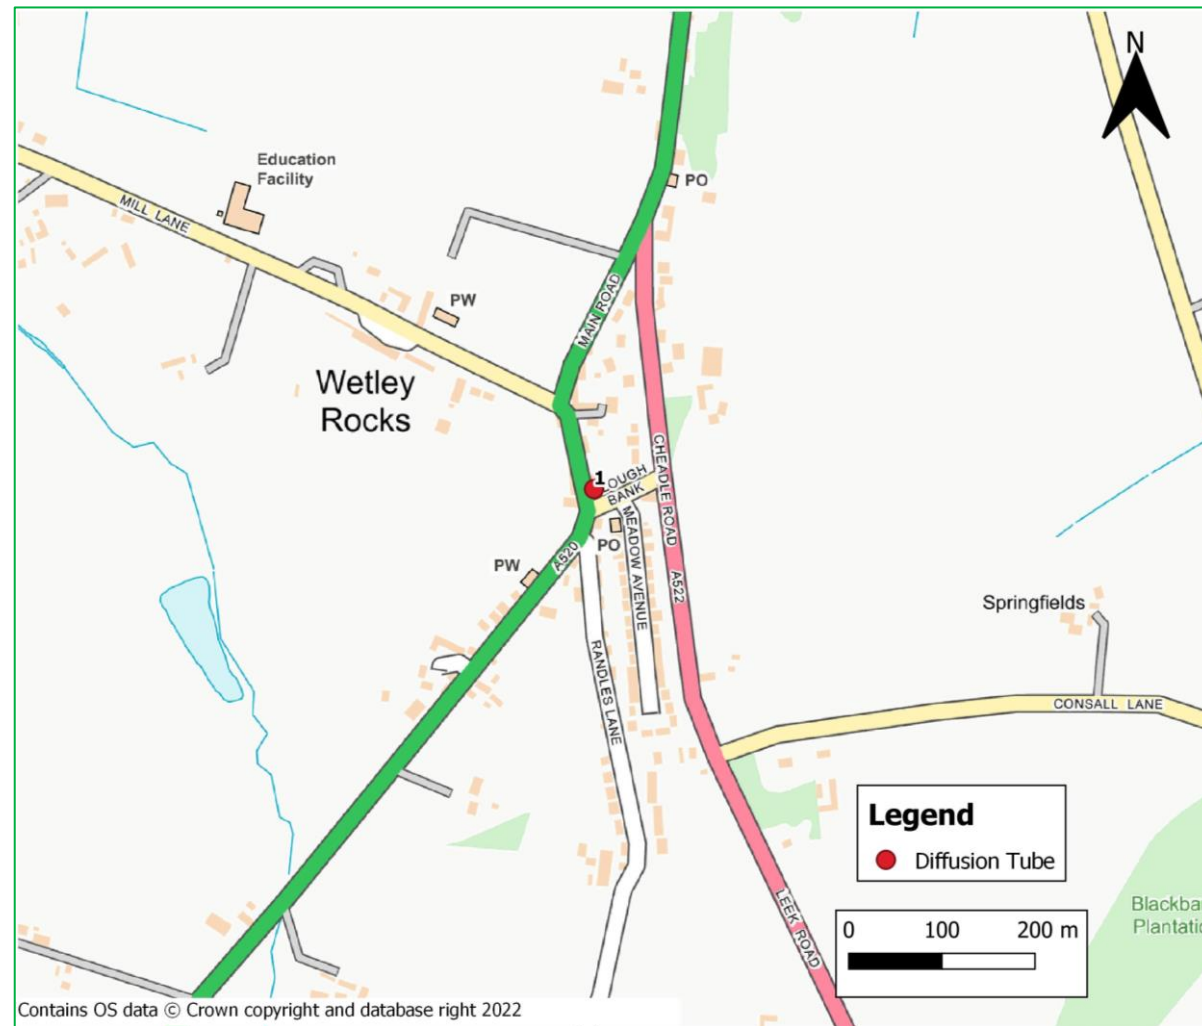 N
Education
Facility
PO
MILL LANE
PW
MAIN ROAD
Wetley
Rocks
CHEADLE ROAD
1
OUGH
BANK
MEADOW AVENUE
PO
A520
PW
A522
Springfields
RANDLES LANE
CONSALL LANE
Legend
Diffusion Tube
LEEK ROAD
Blackba
Plantatic
0 100 200 m
Contains OS data © Crown copyright and database right 2022